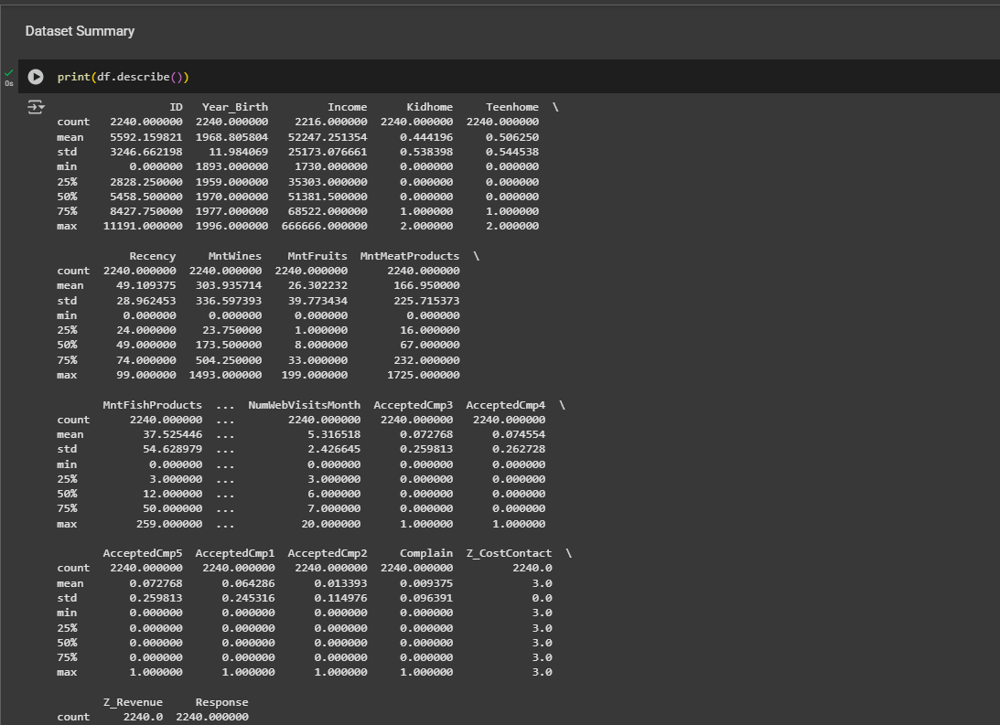 Dataset Summary
0s
print(df.describe())
ID Year_Birth Income Kidhome Teenhome \
count 2240.000000 2240.000000 2216.000000 2240.000000 2240.000000
mean 5592.159821 1968.805804 52247.251354 0.444196 0.506250
std 3246.662198 11.984069 25173.076661 0.538398 0.544538
min 0.000000 1893.000000 1730.000000 0.000000 0.000000
25% 2828.250000 1959.000000 35303.000000 0.000000 0.000000
50% 5458.500000 1970.000000 51381.500000 0.000000 0.000000
75% 8427.750000 1977.000000 68522.000000 1.000000 1.000000
max 11191.000000 1996.000000 666666.000000 2.000000 2.000000
Recency MntWines MntFruits MntMeatProducts \
count 2240.000000 2240.000000 2240.000000 2240.000000
mean 49.109375 303.935714 26.302232 166.950000
std 28.962453 336.597393 39.773434 225.715373
min 0.000000 0.000000 0.000000 0.000000
25% 24.000000 23.750000 1.000000 16.000000
50% 49.000000 173.500000 8.000000 67.000000
75% 74.000000 504.250000 33.000000 232.000000
max 99.000000 1493.000000 199.000000 1725.000000
MntFishProducts ... NumWebVisitsMonth AcceptedCmp3 AcceptedCmp4 \
count 2240.000000 ... 2240.000000 2240.000000 2240.000000
mean 37.525446 ... 5.316518 0.072768 0.074554
std 54.628979 ... 2.426645 0.259813 0.262728
min 0.000000 ... 0.000000 0.000000 0.000000
25% 3.000000 ... 3.000000 0.000000 0.000000
50% 12.000000 ... 6.000000 0.000000 0.000000
75% 50.000000 ... 7.000000 0.000000 0.000000
max 259.000000 ... 20.000000 1.000000 1.000000
AcceptedCmp5 AcceptedCmp1 AcceptedCmp2 Complain Z_CostContact \
count 2240.000000 2240.000000 2240.000000 2240.000000 2240.0
mean 0.072768 0.064286 0.013393 0.009375 3.0
std 0.259813 0.245316 0.114976 0.096391 0.0
min 0.000000 0.000000 0.000000 0.000000 3.0
25% 0.000000 0.000000 0.000000 0.000000 3.0
50% 0.000000 0.000000 0.000000 0.000000 3.0
75% 0.000000 0.000000 0.000000 0.000000 3.0
max 1.000000 1.000000 1.000000 1.000000 3.0
Z_Revenue Response
count 2240.0 2240.000000